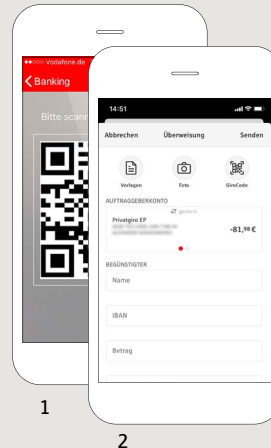 Vodafone.de
Banking
Bitte scann
14:51
Abbrechen Überweisung Senden
Vorlagen Foto GiroCode
AUFTRAGGEBERKONTO
Privatgiro EP
-81,98 €
BEGÜNSTIGTER
Name
IBAN
Betrag
1
2